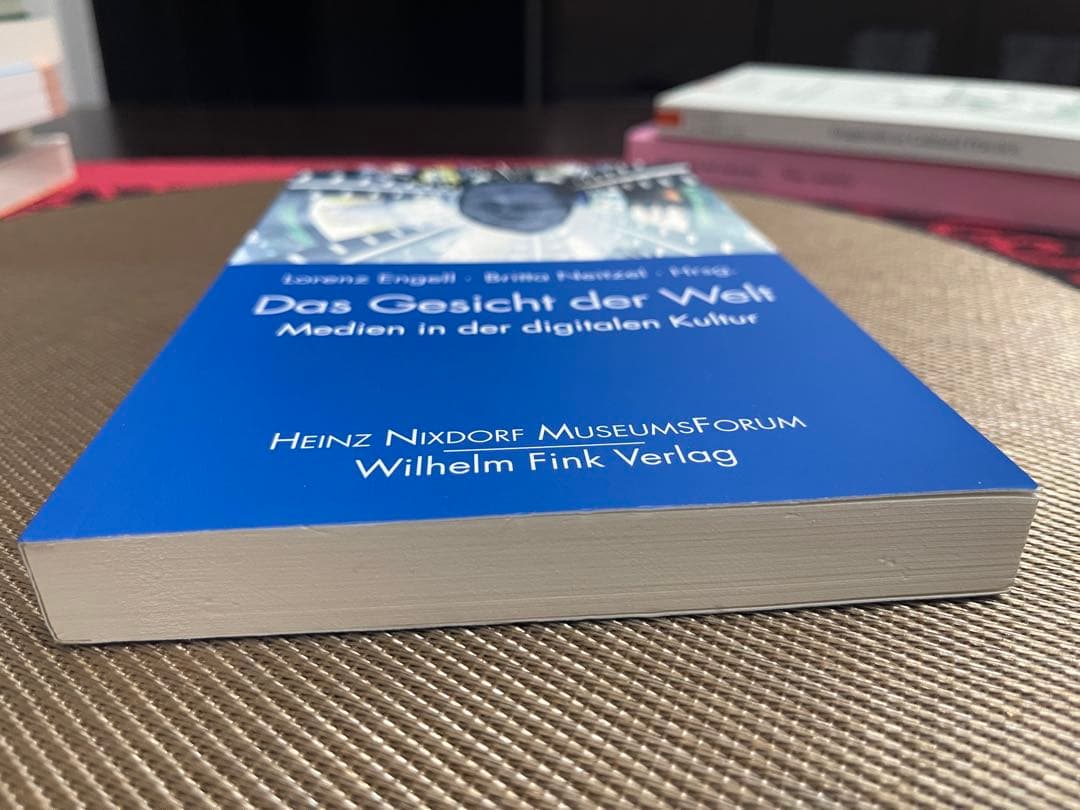 Lorenz Engell · Britta Neitzel · Hrsg.
Das Gesicht der Welt
Medien in der digitalen Kultur
HEINZ NIXDORF MUSEUMSFORUM
Wilhelm Fink Verlag